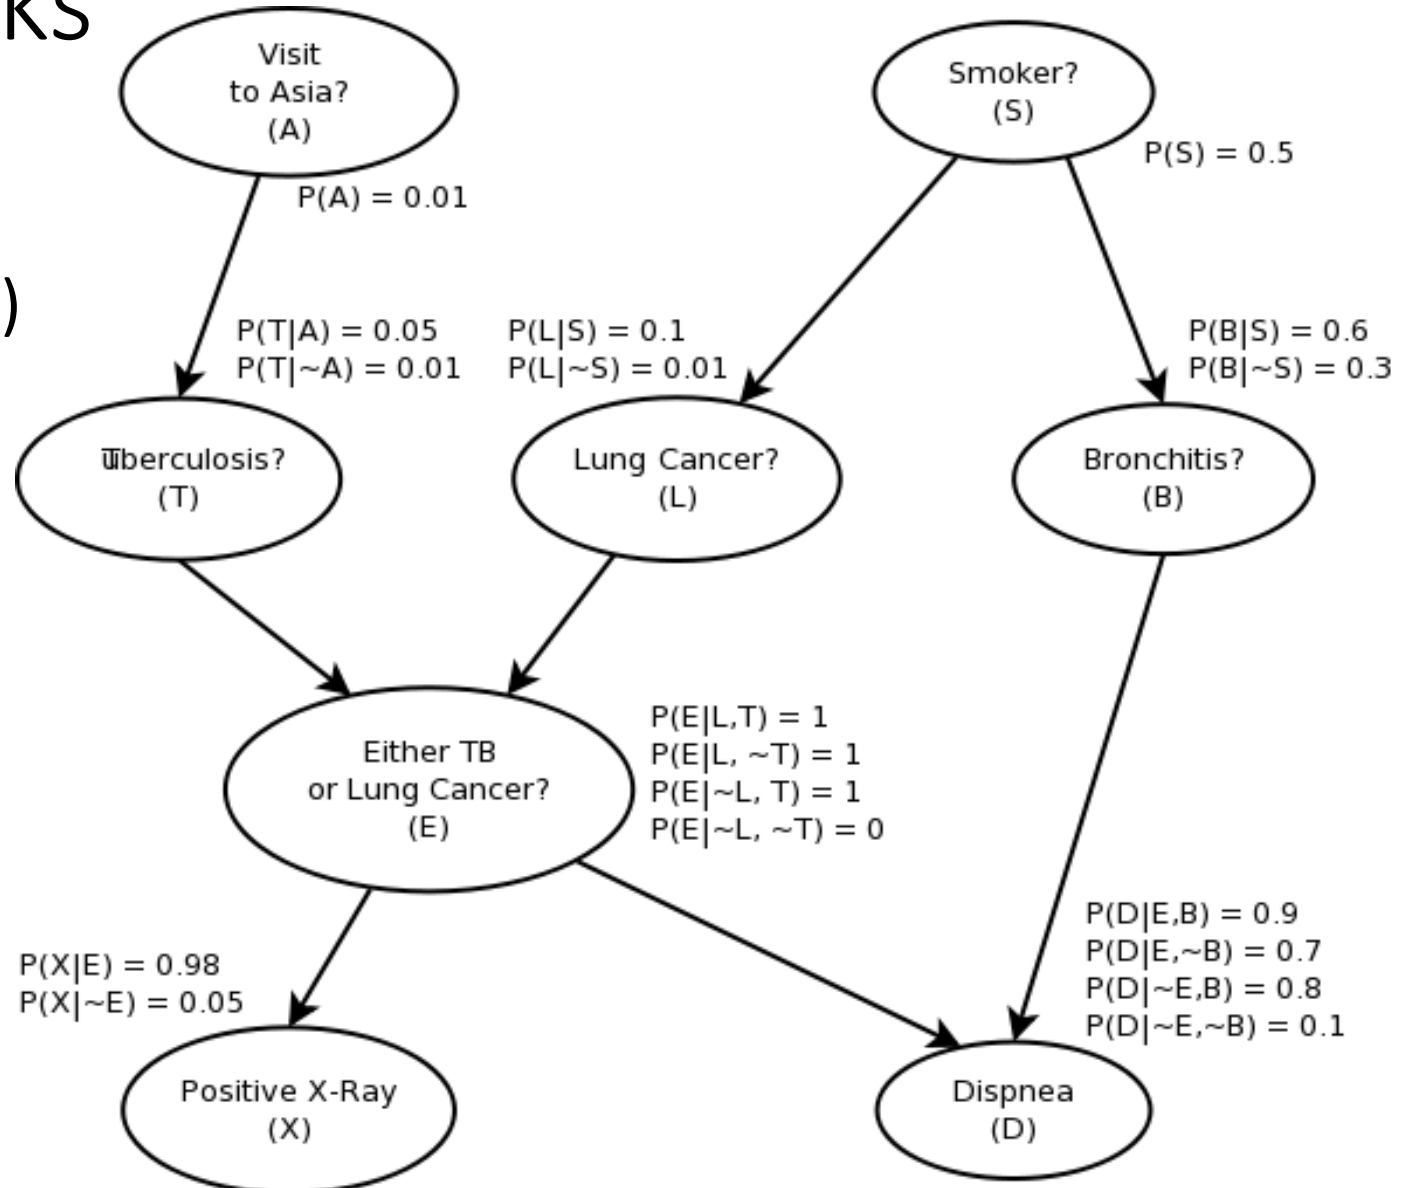 KS
)
Visit
to Asia?
(A)
P(A) = 0.01
Smoker?
(S)
P(S) = 0.5
P(T|A) = 0.05
P(T|~A) = 0.01
P(L|S) = 0.1
P(L|~S) = 0.01
P(B|S) = 0.6
P(B|~S) = 0.3
Tuberculosis?
(T)
Lung Cancer?
(L)
Bronchitis?
(B)
Either TB
or Lung Cancer?
(E)
P(E|L,T) = 1
P(E|L, ~T) = 1
P(E|~L, T) = 1
P(E|~L, ~T) = 0
P(X|E) = 0.98
P(X|~E) = 0.05
P(D|E,B) = 0.9
P(D|E,~B) = 0.7
P(D|~E,B) = 0.8
P(D|~E,~B) = 0.1
Positive X-Ray
(X)
Dispnea
(D)